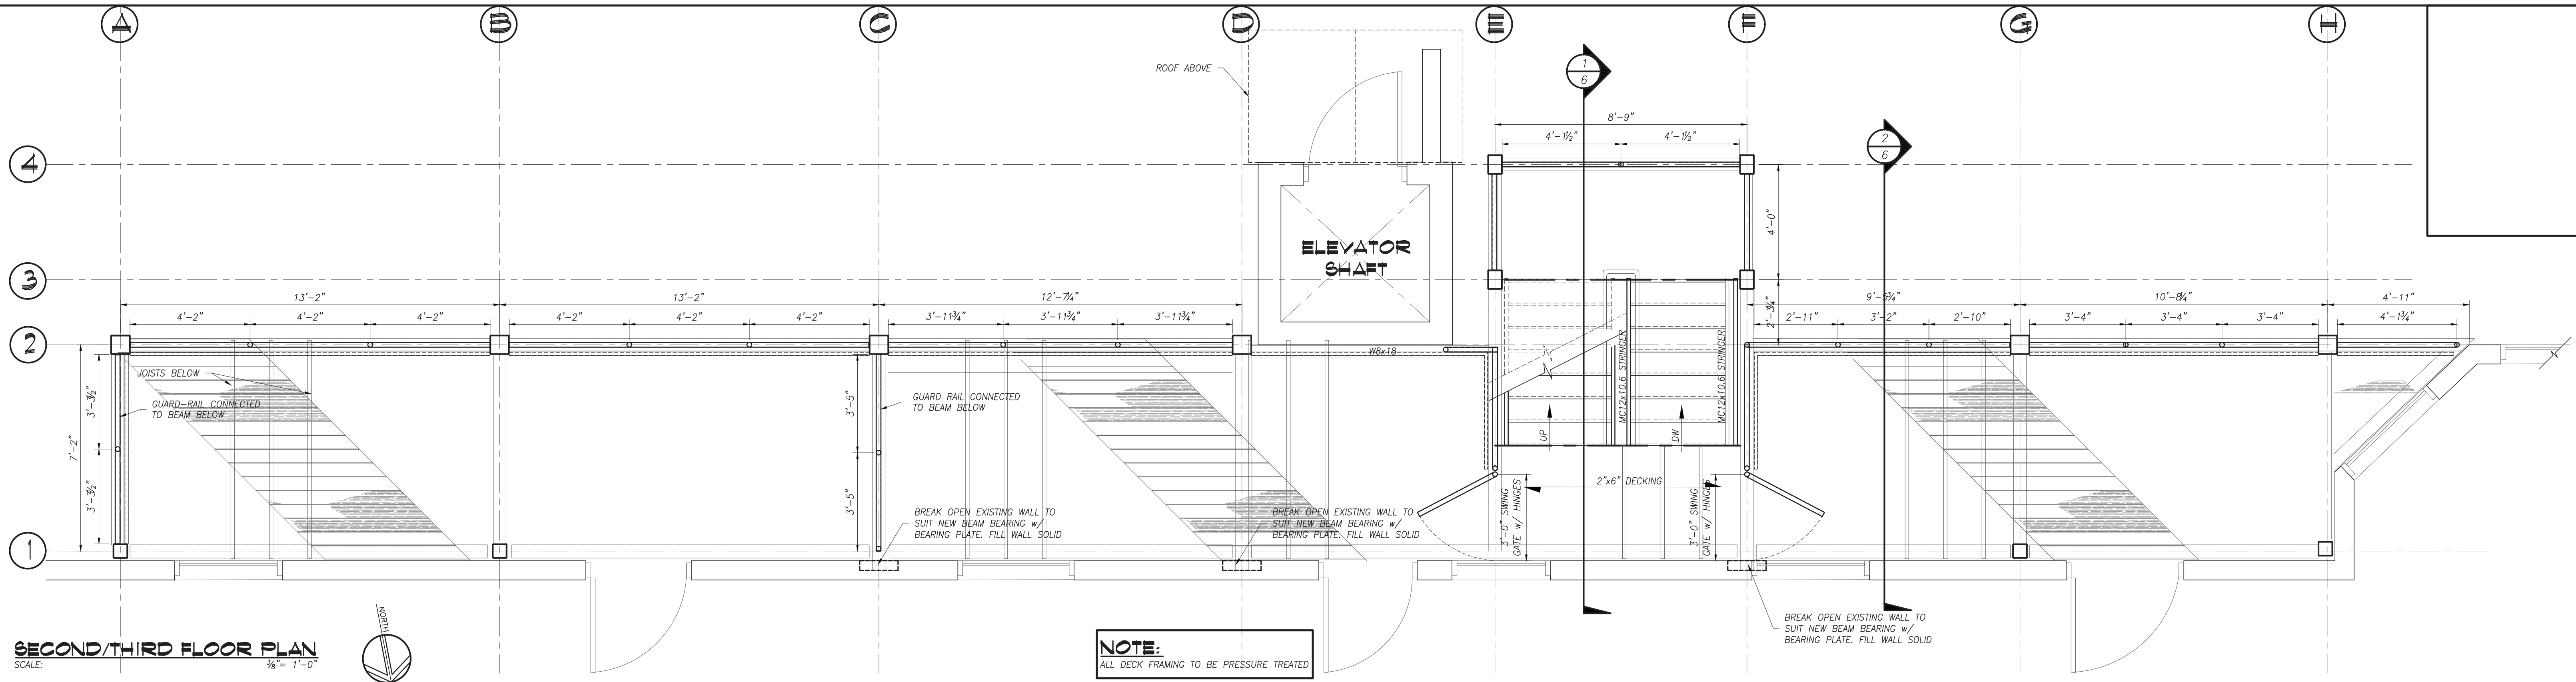 A
B
C
D
E
F
G
H
ROOF ABOVE
1
6
2
6
8'-9"
4'-1½"
4'-1½"
4
4'-0"
ELEVATOR
SHAFT
3
2'-3¼"
13'-2"
13'-2"
12'-7¼"
9'-5¾"
10'-8¼"
4'-11"
4'-2"
4'-2"
4'-2"
4'-2"
4'-2"
4'-2"
3'-11¾"
3'-11¾"
3'-11¾"
2'-11"
3'-2"
2'-10"
3'-4"
3'-4"
3'-4"
4'-1¾"
2
W8x18
JOISTS BELOW
GUARD-RAIL CONNECTED
TO BEAM BELOW
GUARD RAIL CONNECTED
TO BEAM BELOW
3'-3½"
3'-3½"
7'-2"
3'-5"
3'-5"
MC12x10.6 STRINGER
MC12x10.6 STRINGER
UP
DW
2"x6" DECKING
3'-0" SWING
GATE w/ HINGES
3'-0" SWING
GATE w/ HINGES
BREAK OPEN EXISTING WALL TO
SUIT NEW BEAM BEARING w/
BEARING PLATE. FILL WALL SOLID
BREAK OPEN EXISTING WALL TO
SUIT NEW BEAM BEARING w/
BEARING PLATE. FILL WALL SOLID
1
BREAK OPEN EXISTING WALL TO
SUIT NEW BEAM BEARING w/
BEARING PLATE. FILL WALL SOLID
SECOND/THIRD FLOOR PLAN
SCALE: ⅜"= 1'-0"
NORTH
NOTE:
ALL DECK FRAMING TO BE PRESSURE TREATED